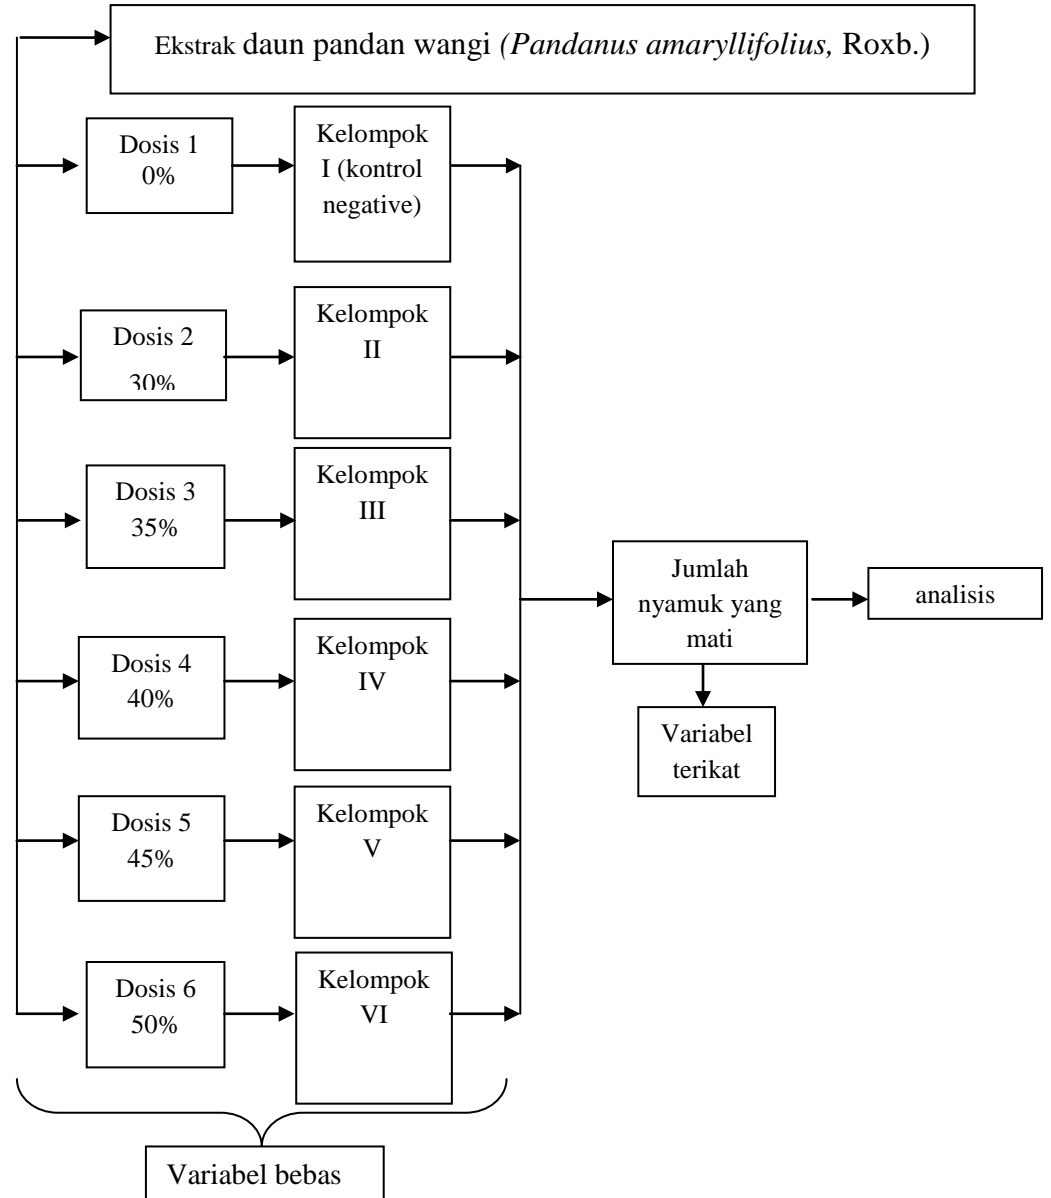 Ekstrak daun pandan wangi (Pandanus amaryllifolius, Roxb.)
Dosis 1
0%
Kelompok
I (kontrol
negative)
Dosis 2
30%
Kelompok
II
Dosis 3
35%
Kelompok
III
Dosis 4
40%
Kelompok
IV
Dosis 5
45%
Kelompok
V
Dosis 6
50%
Kelompok
VI
Jumlah
nyamuk yang
mati
analisis
Variabel
terikat
Variabel bebas